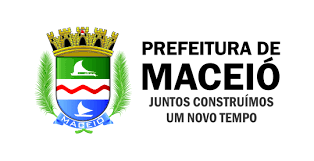 PREFEITURA DE
MACEIÓ
JUNTOS CONSTRUÍMOS
UM NOVO TEMPO
MACEIÓ